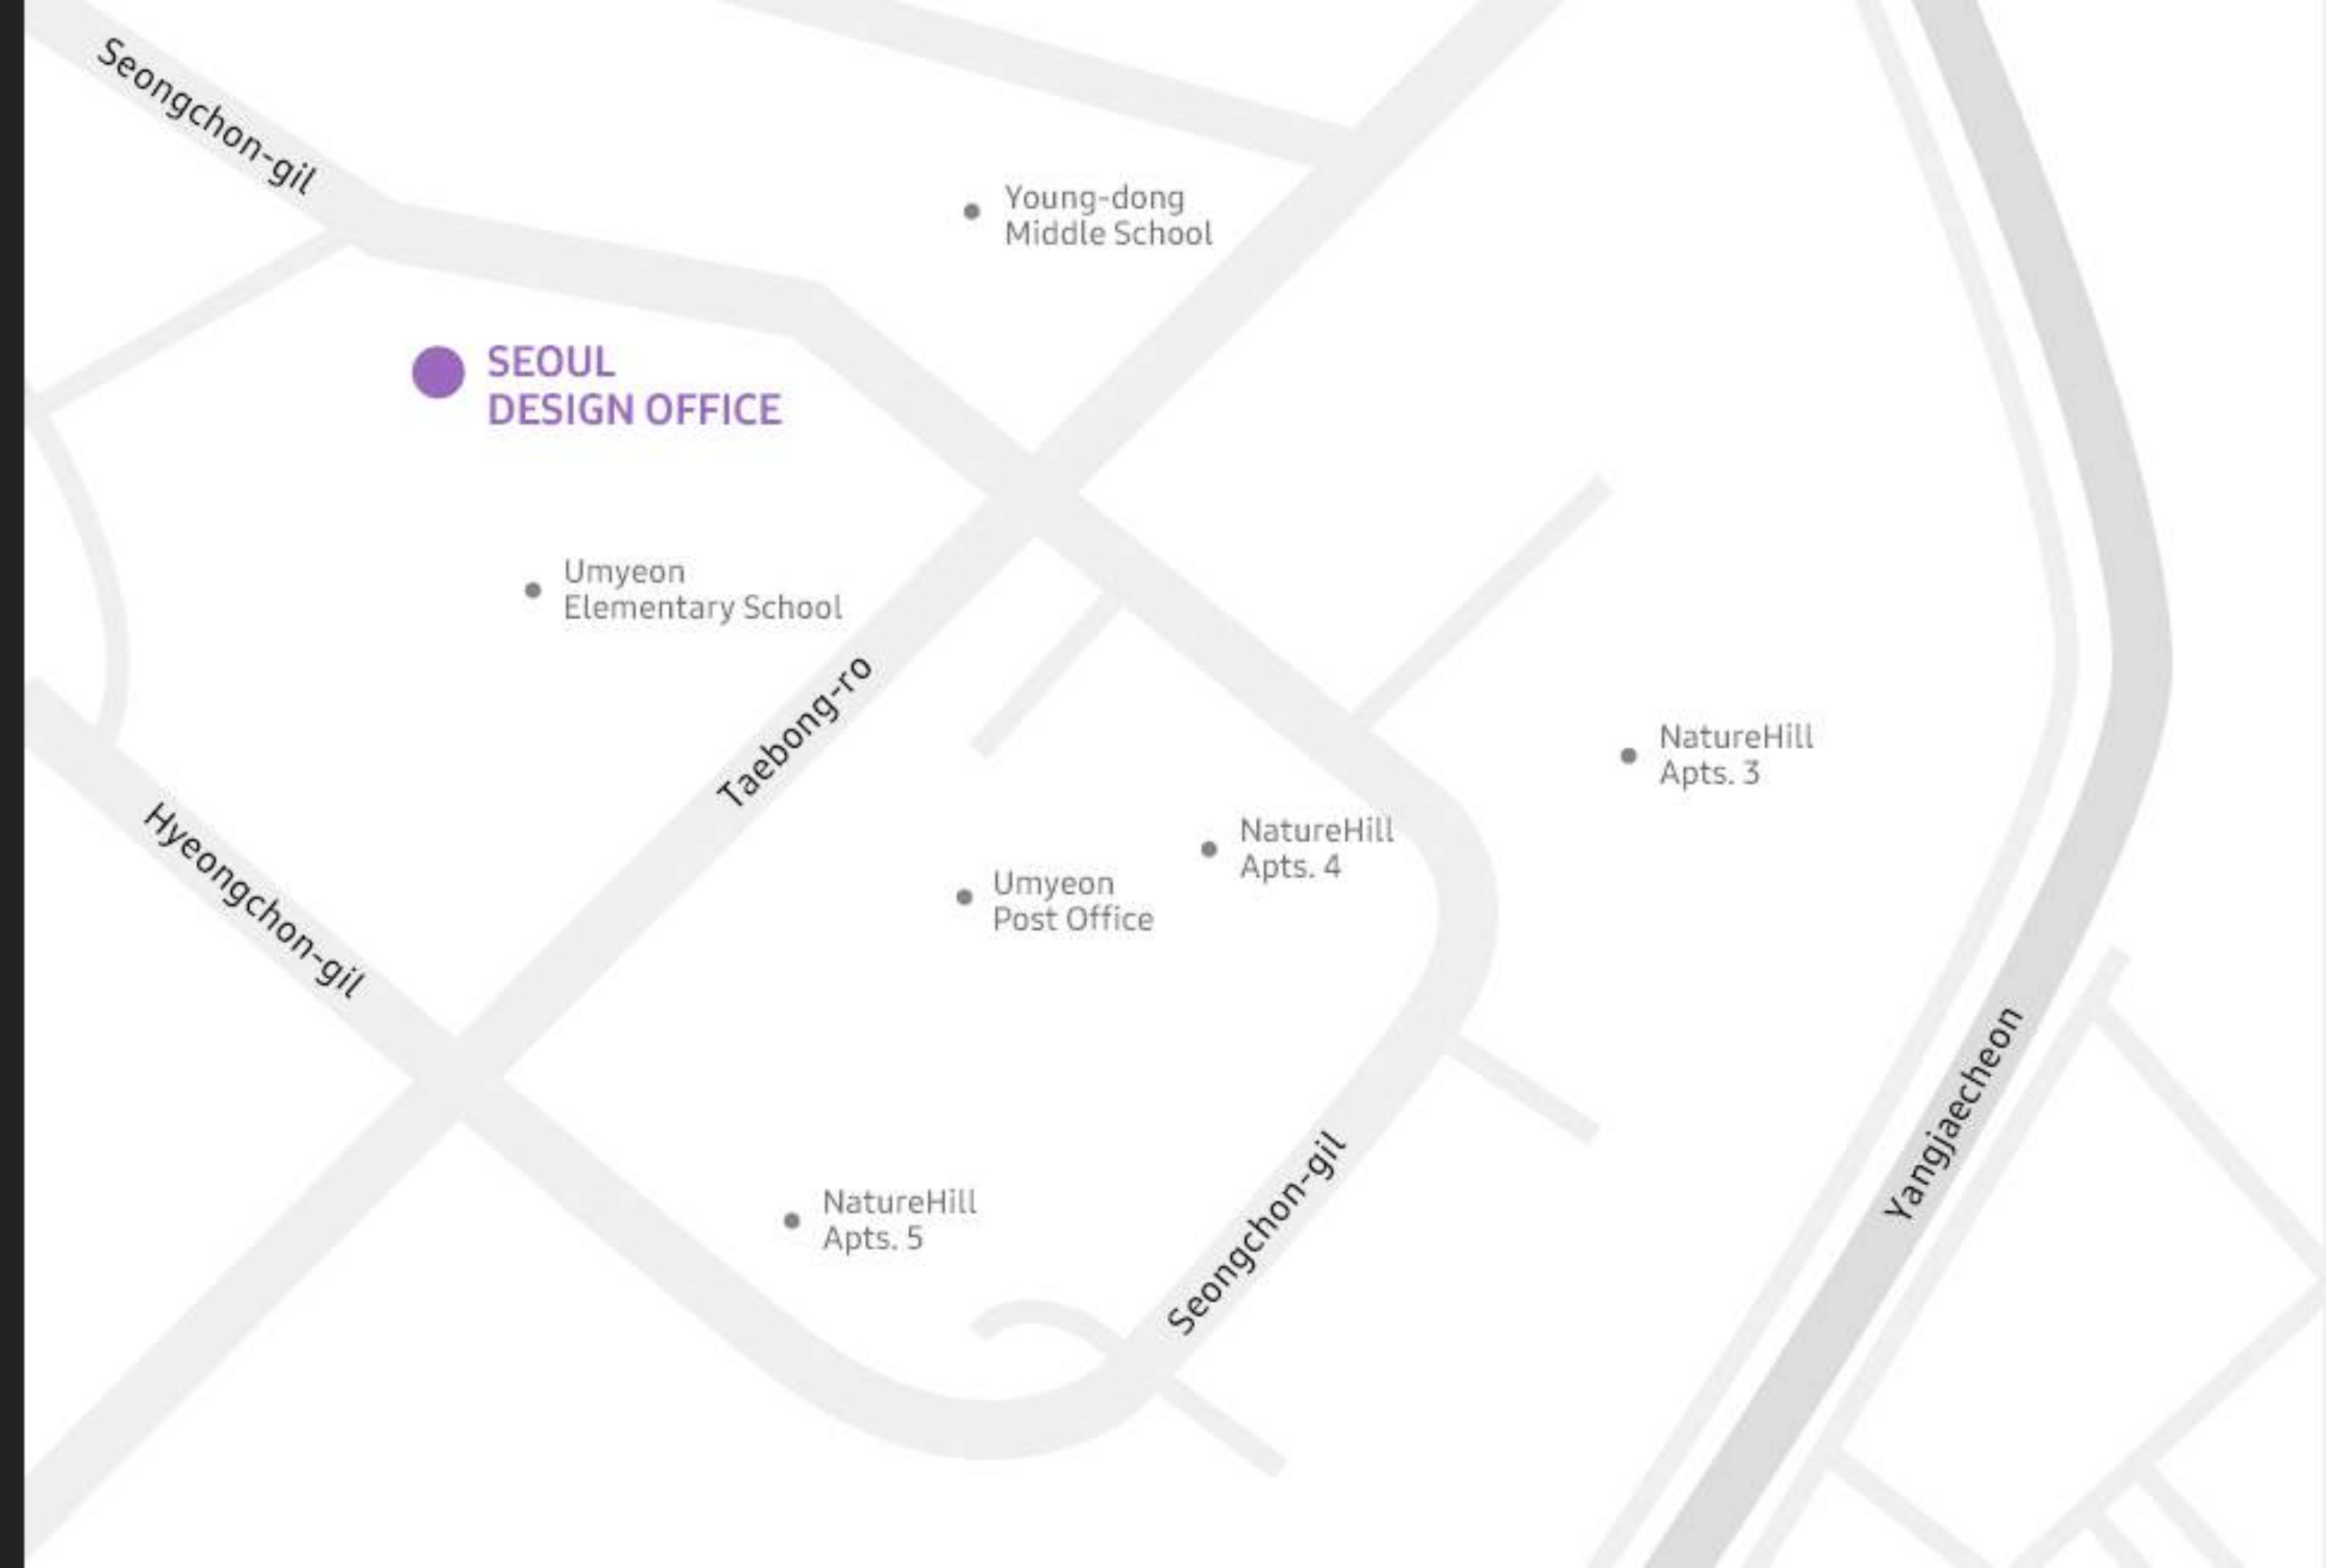 Seongchon-gil
Young-dong
Middle School
SEOUL
DESIGN OFFICE
Umyeon
Elementary School
Taebong-ro
NatureHill
Apts. 3
Hyeongchon-gil
NatureHill
Apts. 4
Umyeon
Post Office
Yangjaecheon
Seongchon-gil
NatureHill
Apts. 5